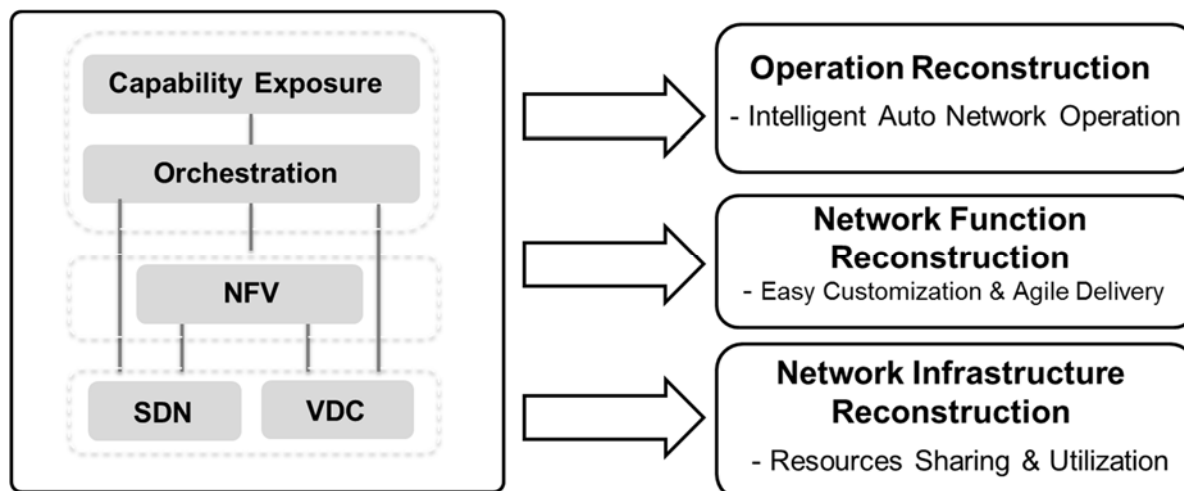 Capability Exposure
Orchestration
NFV
SDN
VDC
Operation Reconstruction
- Intelligent Auto Network Operation
Network Function
Reconstruction
- Easy Customization & Agile Delivery
Network Infrastructure
Reconstruction
- Resources Sharing & Utilization